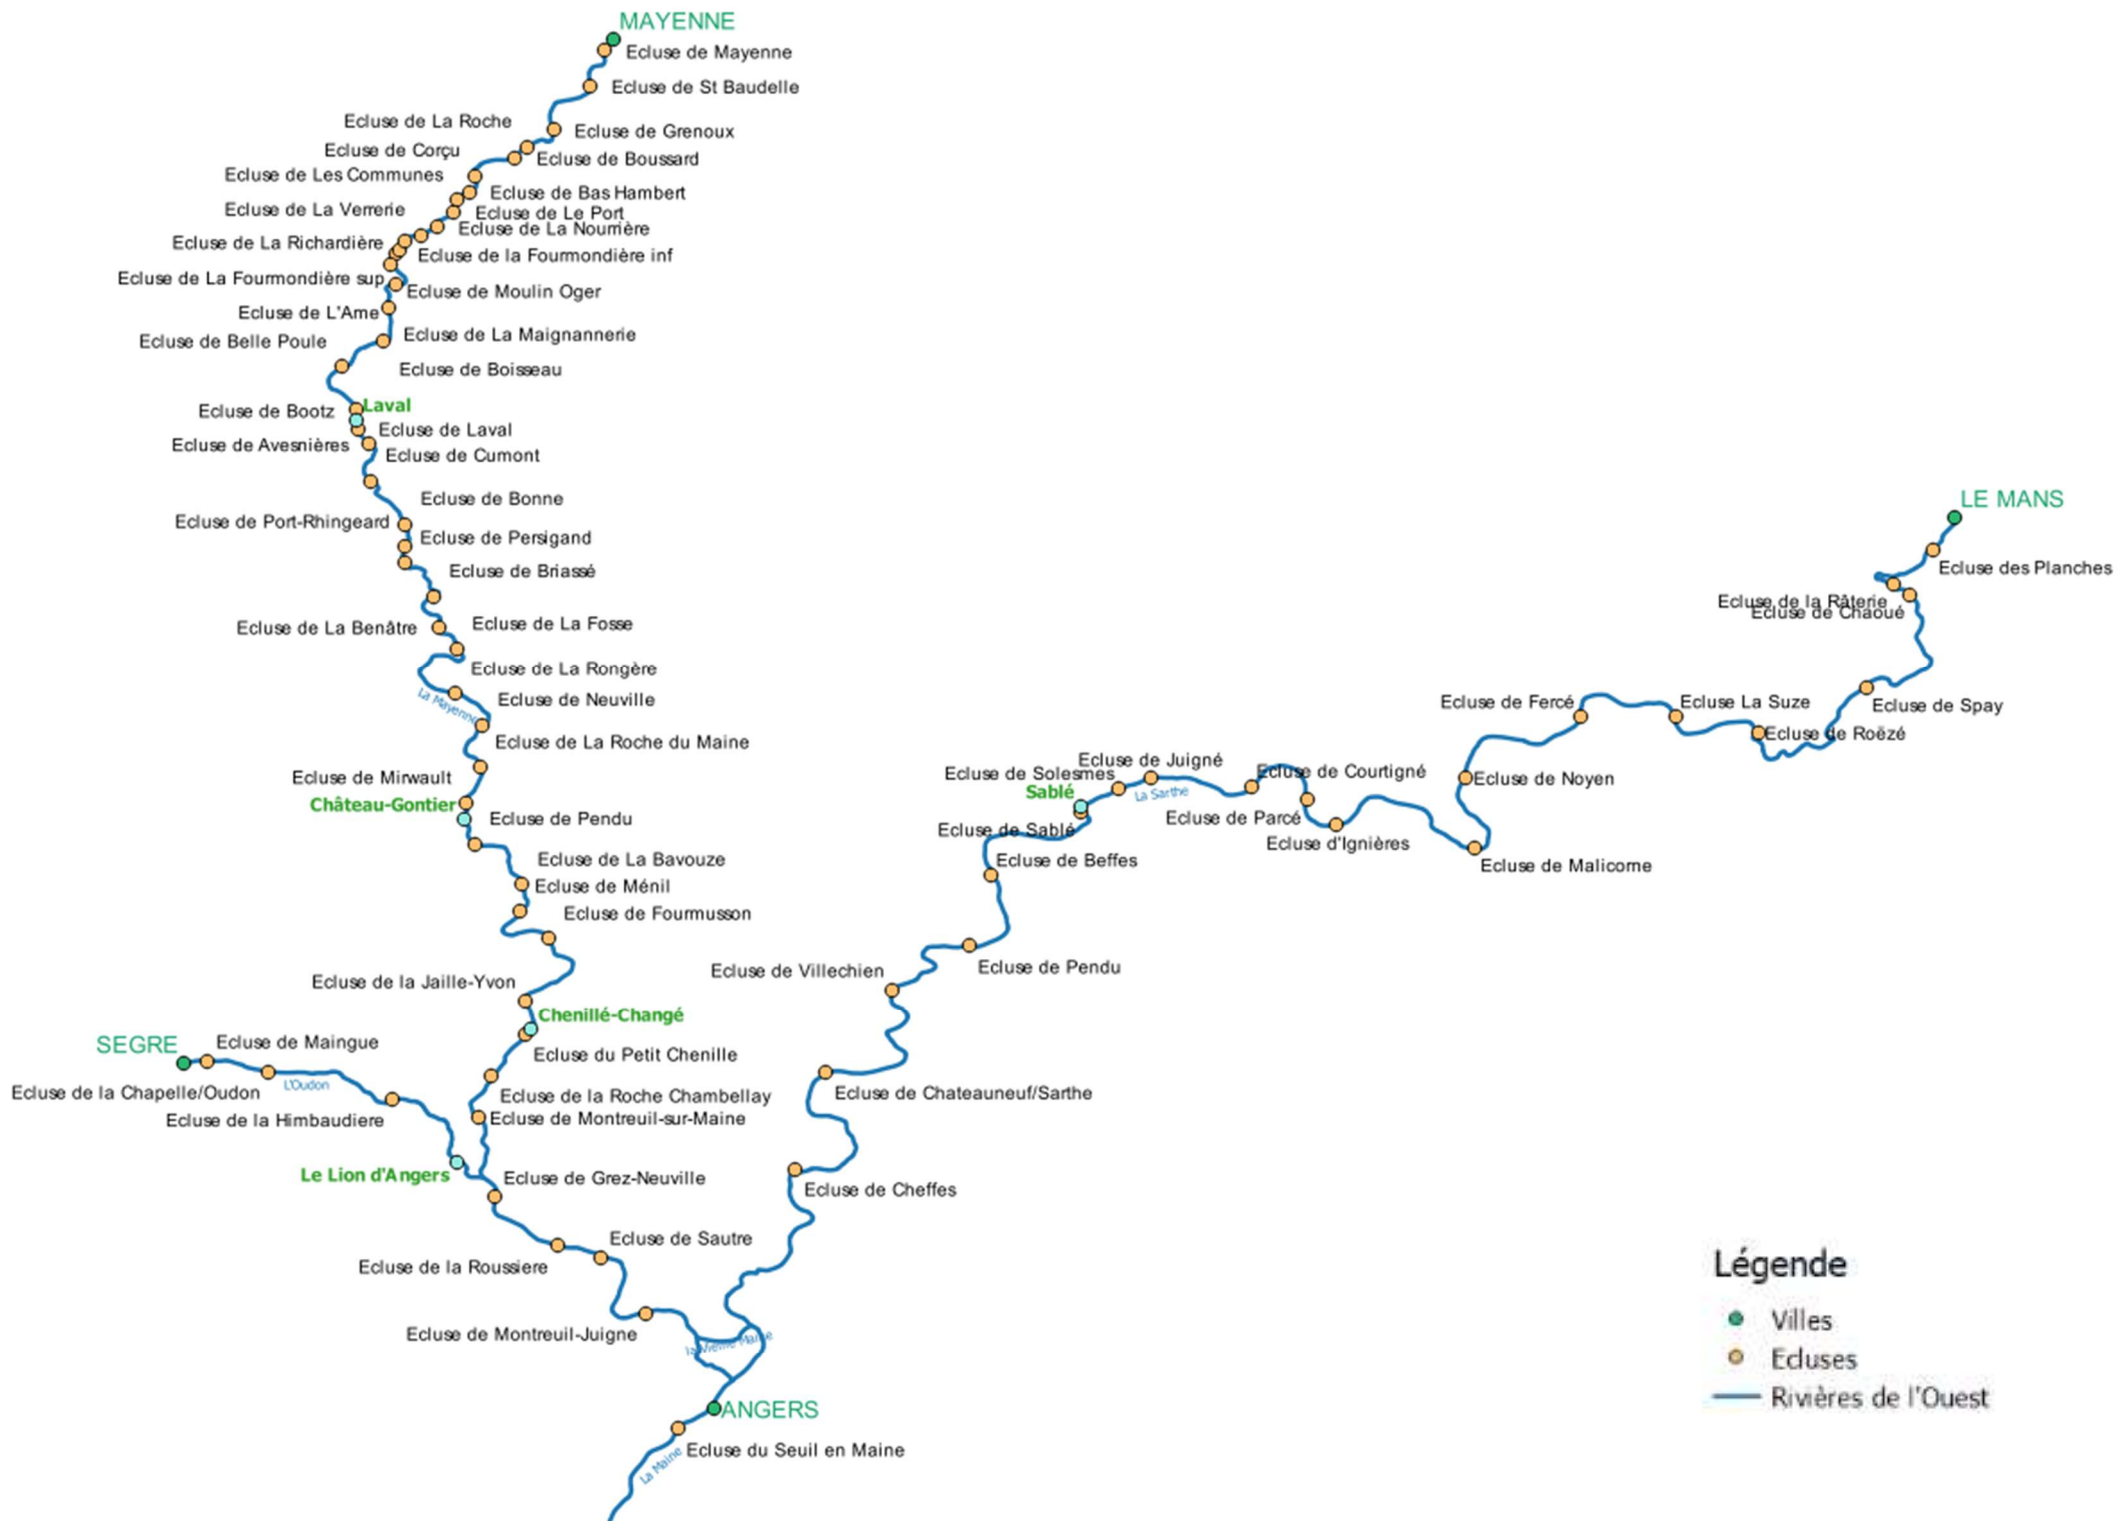 MAYENNE
Ecluse de Mayenne
Ecluse de St Baudelle
Ecluse de La Roche
Ecluse de Grenoux
Ecluse de Corçu
Ecluse de Boussard
Ecluse de Les Communes
Ecluse de Bas Hambert
Ecluse de La Verrerie
Ecluse de Le Port
Ecluse de La Nourrière
Ecluse de La Richardière
Ecluse de la Fourmondière inf
Ecluse de La Fourmondière sup
Ecluse de Moulin Oger
Ecluse de L'Ame
Ecluse de La Maignannerie
Ecluse de Belle Poule
Ecluse de Boisseau
Laval
Ecluse de Bootz
Ecluse de Laval
Ecluse de Avesnières
Ecluse de Cumont
Ecluse de Bonne
Ecluse de Port-Rhingeard
Ecluse de Persigand
Ecluse de Briassé
Ecluse de La Fosse
Ecluse de La Benâtre
Ecluse de La Rongère
La Mayenne
Ecluse de Neuville
Ecluse de La Roche du Maine
Ecluse de Mirwault
Château-Gontier
Ecluse de Pendu
Ecluse de La Bavouze
Ecluse de Ménil
Ecluse de Fourmusson
Ecluse de la Jaille-Yvon
Chenillé-Changé
Ecluse du Petit Chenille
SEGRE
Ecluse de Maingue
L'Oudon
Ecluse de la Chapelle/Oudon
Ecluse de la Himbaudiere
Ecluse de la Roche Chambellay
Ecluse de Montreuil-sur-Maine
Le Lion d'Angers
Ecluse de Grez-Neuville
Ecluse de Sautre
Ecluse de la Roussiere
Ecluse de Montreuil-Juigne
la Vieille Maine
ANGERS
Ecluse du Seuil en Maine
La Maine
LE MANS
Ecluse des Planches
Ecluse de la Râterie
Ecluse de Chaoué
Ecluse de Spay
Ecluse de Roëzé
Ecluse La Suze
Ecluse de Fercé
Ecluse de Noyen
Ecluse de Malicorne
Ecluse d'Ignières
Ecluse de Courtigné
Ecluse de Parcé
Ecluse de Juigné
La Sarthe
Ecluse de Solesmes
Sablé
Ecluse de Sablé
Ecluse de Beffes
Ecluse de Pendu
Ecluse de Villechien
Ecluse de Chateauneuf/Sarthe
Ecluse de Cheffes
Légende
Villes
Ecluses
Rivières de l'Ouest